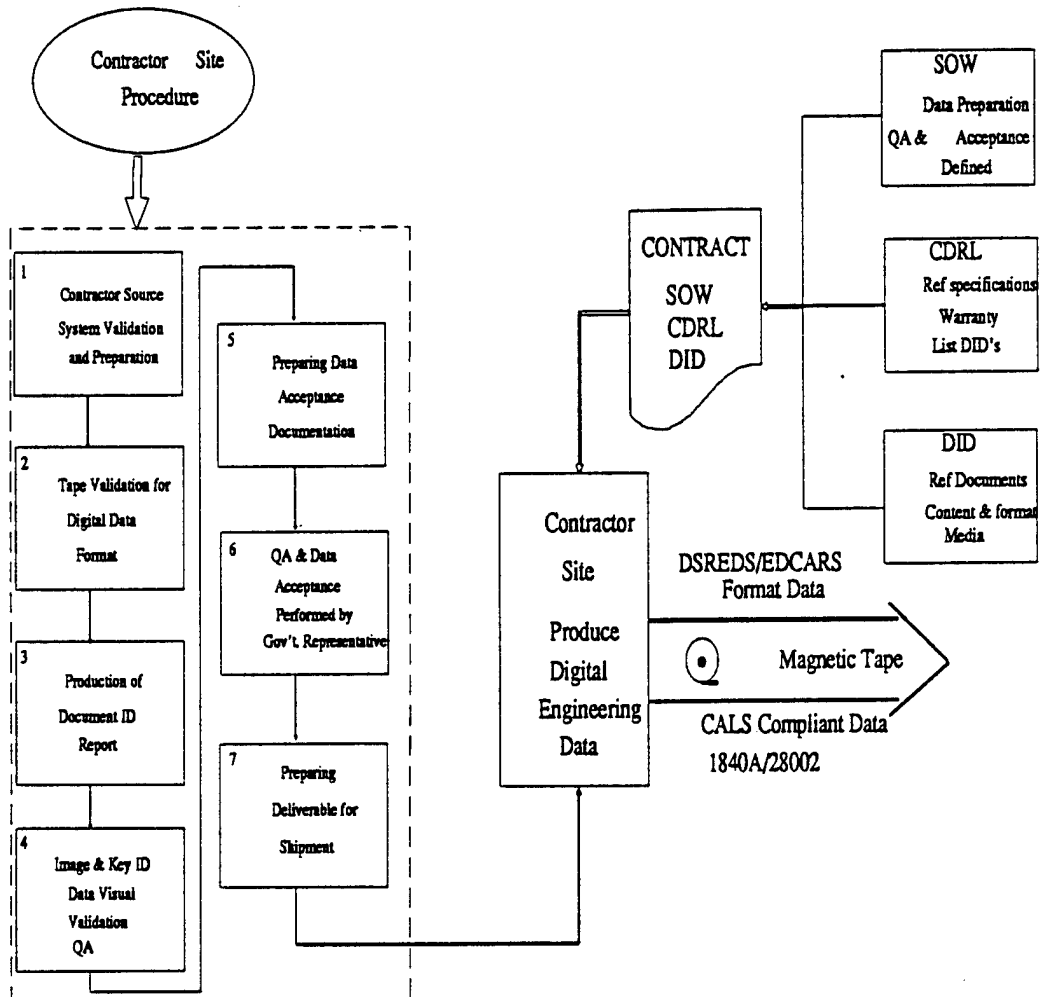 Contractor Site
Procedure
1
Contractor Source
System Validation
and Preparation
2
Tape Validation for
Digital Data
Format
3
Production of
Document ID
Report
4
Image & Key ID
Data Visual
Validation
QA
5
Preparing Data
Acceptance
Documentation
6
QA & Data
Acceptance
Performed by
Gov't. Representative
7
Preparing
Deliverable for
Shipment
CONTRACT
SOW
CDRL
DID
SOW
Data Preparation
QA & Acceptance
Defined
CDRL
Ref specifications
Warranty
List DID's
DID
Ref Documents
Content & format
Media
Contractor
Site
Produce
Digital
Engineering
Data
DSREDS/EDCARS
Format Data
Magnetic Tape
CALS Compliant Data
1840A/28002